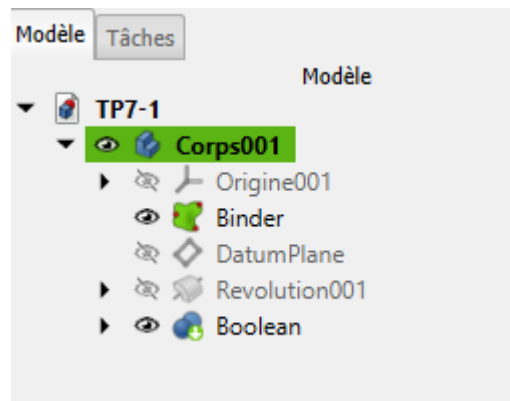 Modèle Tâches
Modèle
TP7-1
Corps001
Origine001
Binder
DatumPlane
Revolution001
Boolean